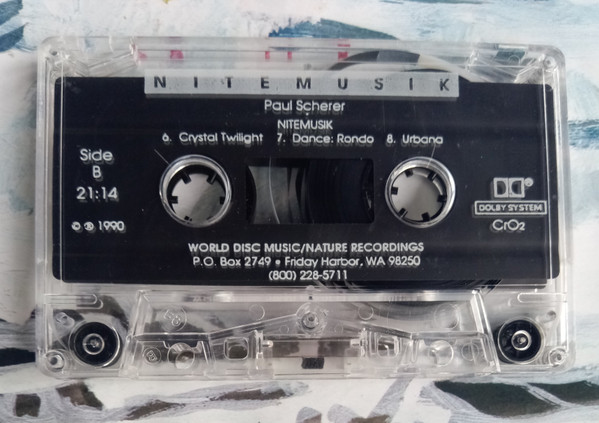 NITEMUSIK
Paul Scherer
NITEMUSIK
6. Crystal Twilight 7. Dance: Rondo 8. Urbana
Side
B
21:14
© ℗ 1990
DOLBY SYSTEM
CrO₂
WORLD DISC MUSIC/NATURE RECORDINGS
P.O. Box 2749 • Friday Harbor, WA 98250
(800) 228-5711